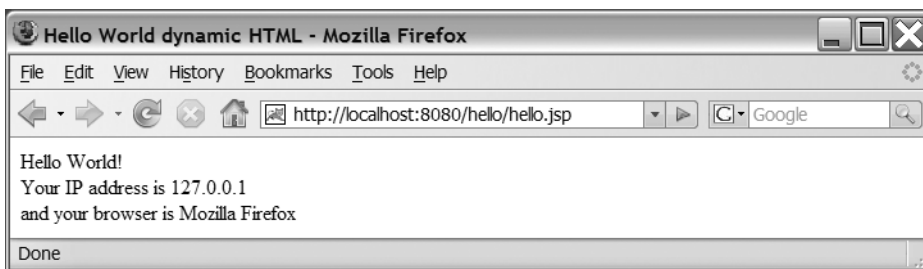 Hello World dynamic HTML - Mozilla Firefox
File Edit View History Bookmarks Tools Help
http://localhost:8080/hello/hello.jsp G Google
Hello World!
Your IP address is 127.0.0.1
and your browser is Mozilla Firefox
Done